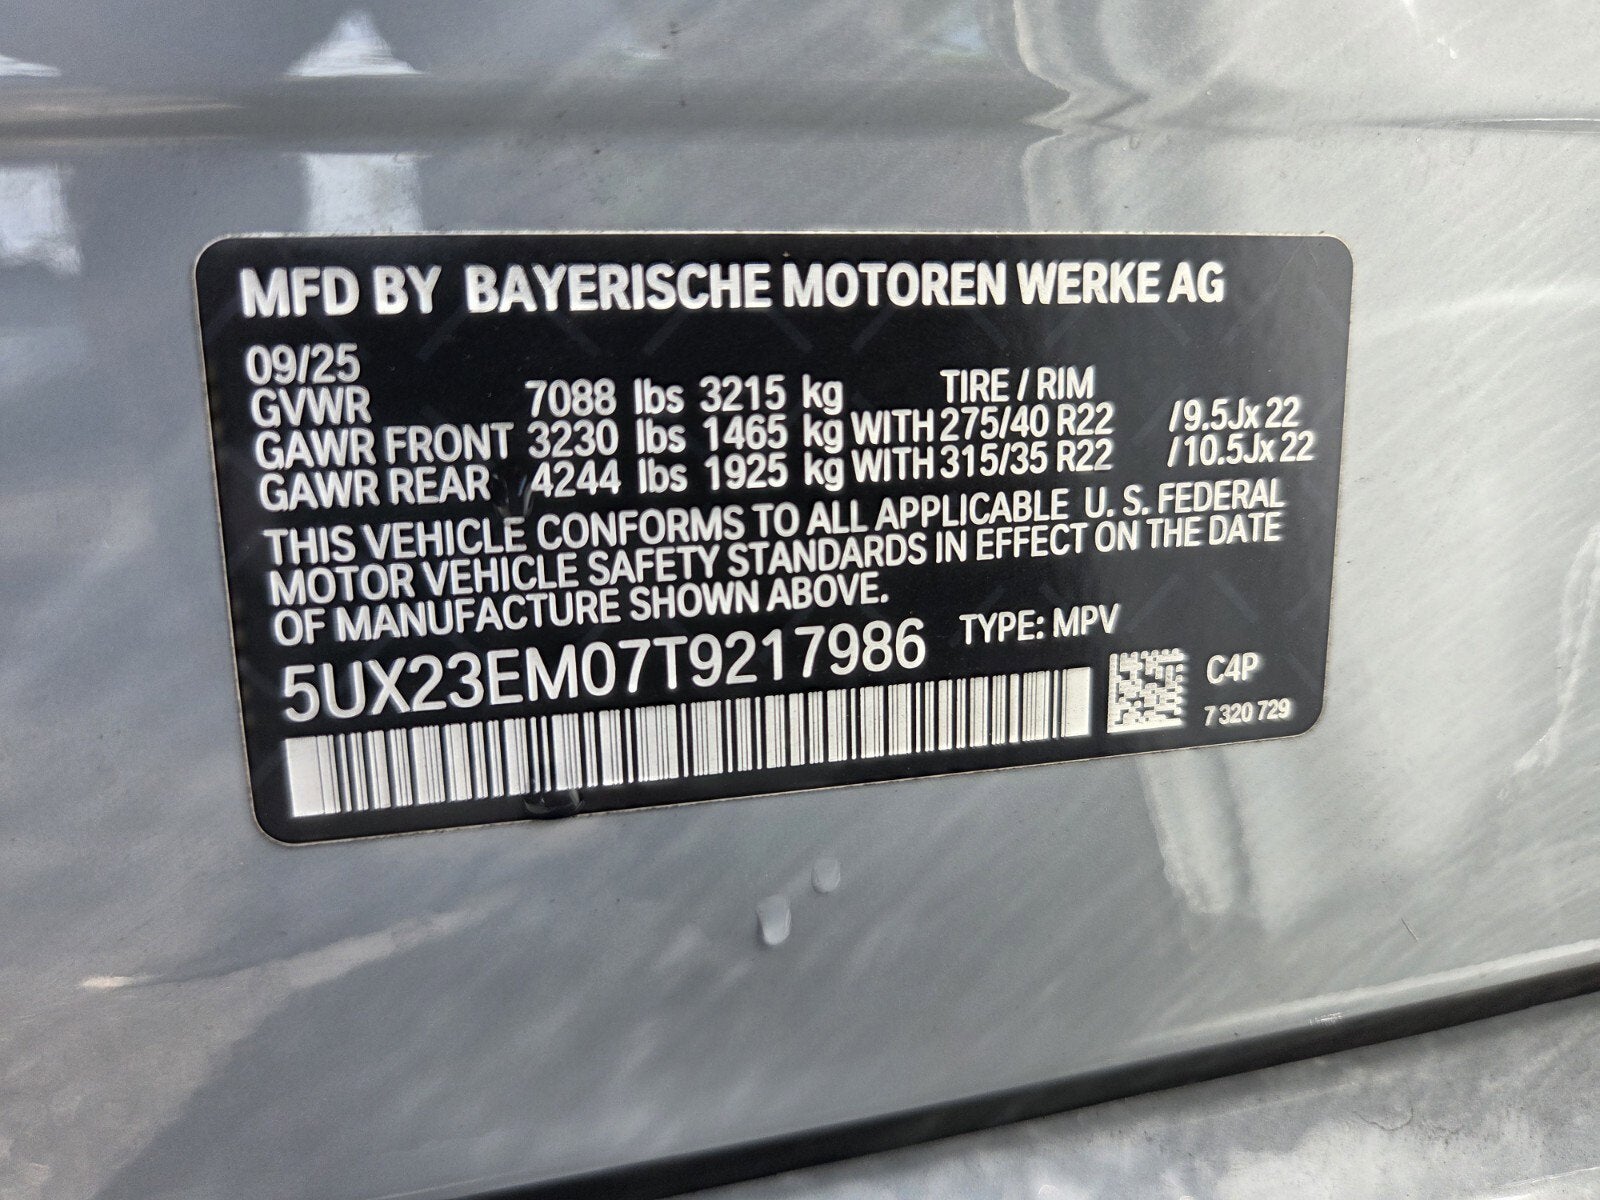 MFD BY BAYERISCHE MOTOREN WERKE AG
09/25
TIRE / RIM
GVWR 7088 lbs 3215 kg
GAWR FRONT 3230 lbs 1465 kg WITH 275/40 R22 /9.5Jx22
GAWR REAR 4244 lbs 1925 kg WITH 315/35 R22 /10.5Jx22
THIS VEHICLE CONFORMS TO ALL APPLICABLE U. S. FEDERAL
MOTOR VEHICLE SAFETY STANDARDS IN EFFECT ON THE DATE
OF MANUFACTURE SHOWN ABOVE.
5UX23EM07T9217986 TYPE: MPV
C4P
7 320 729